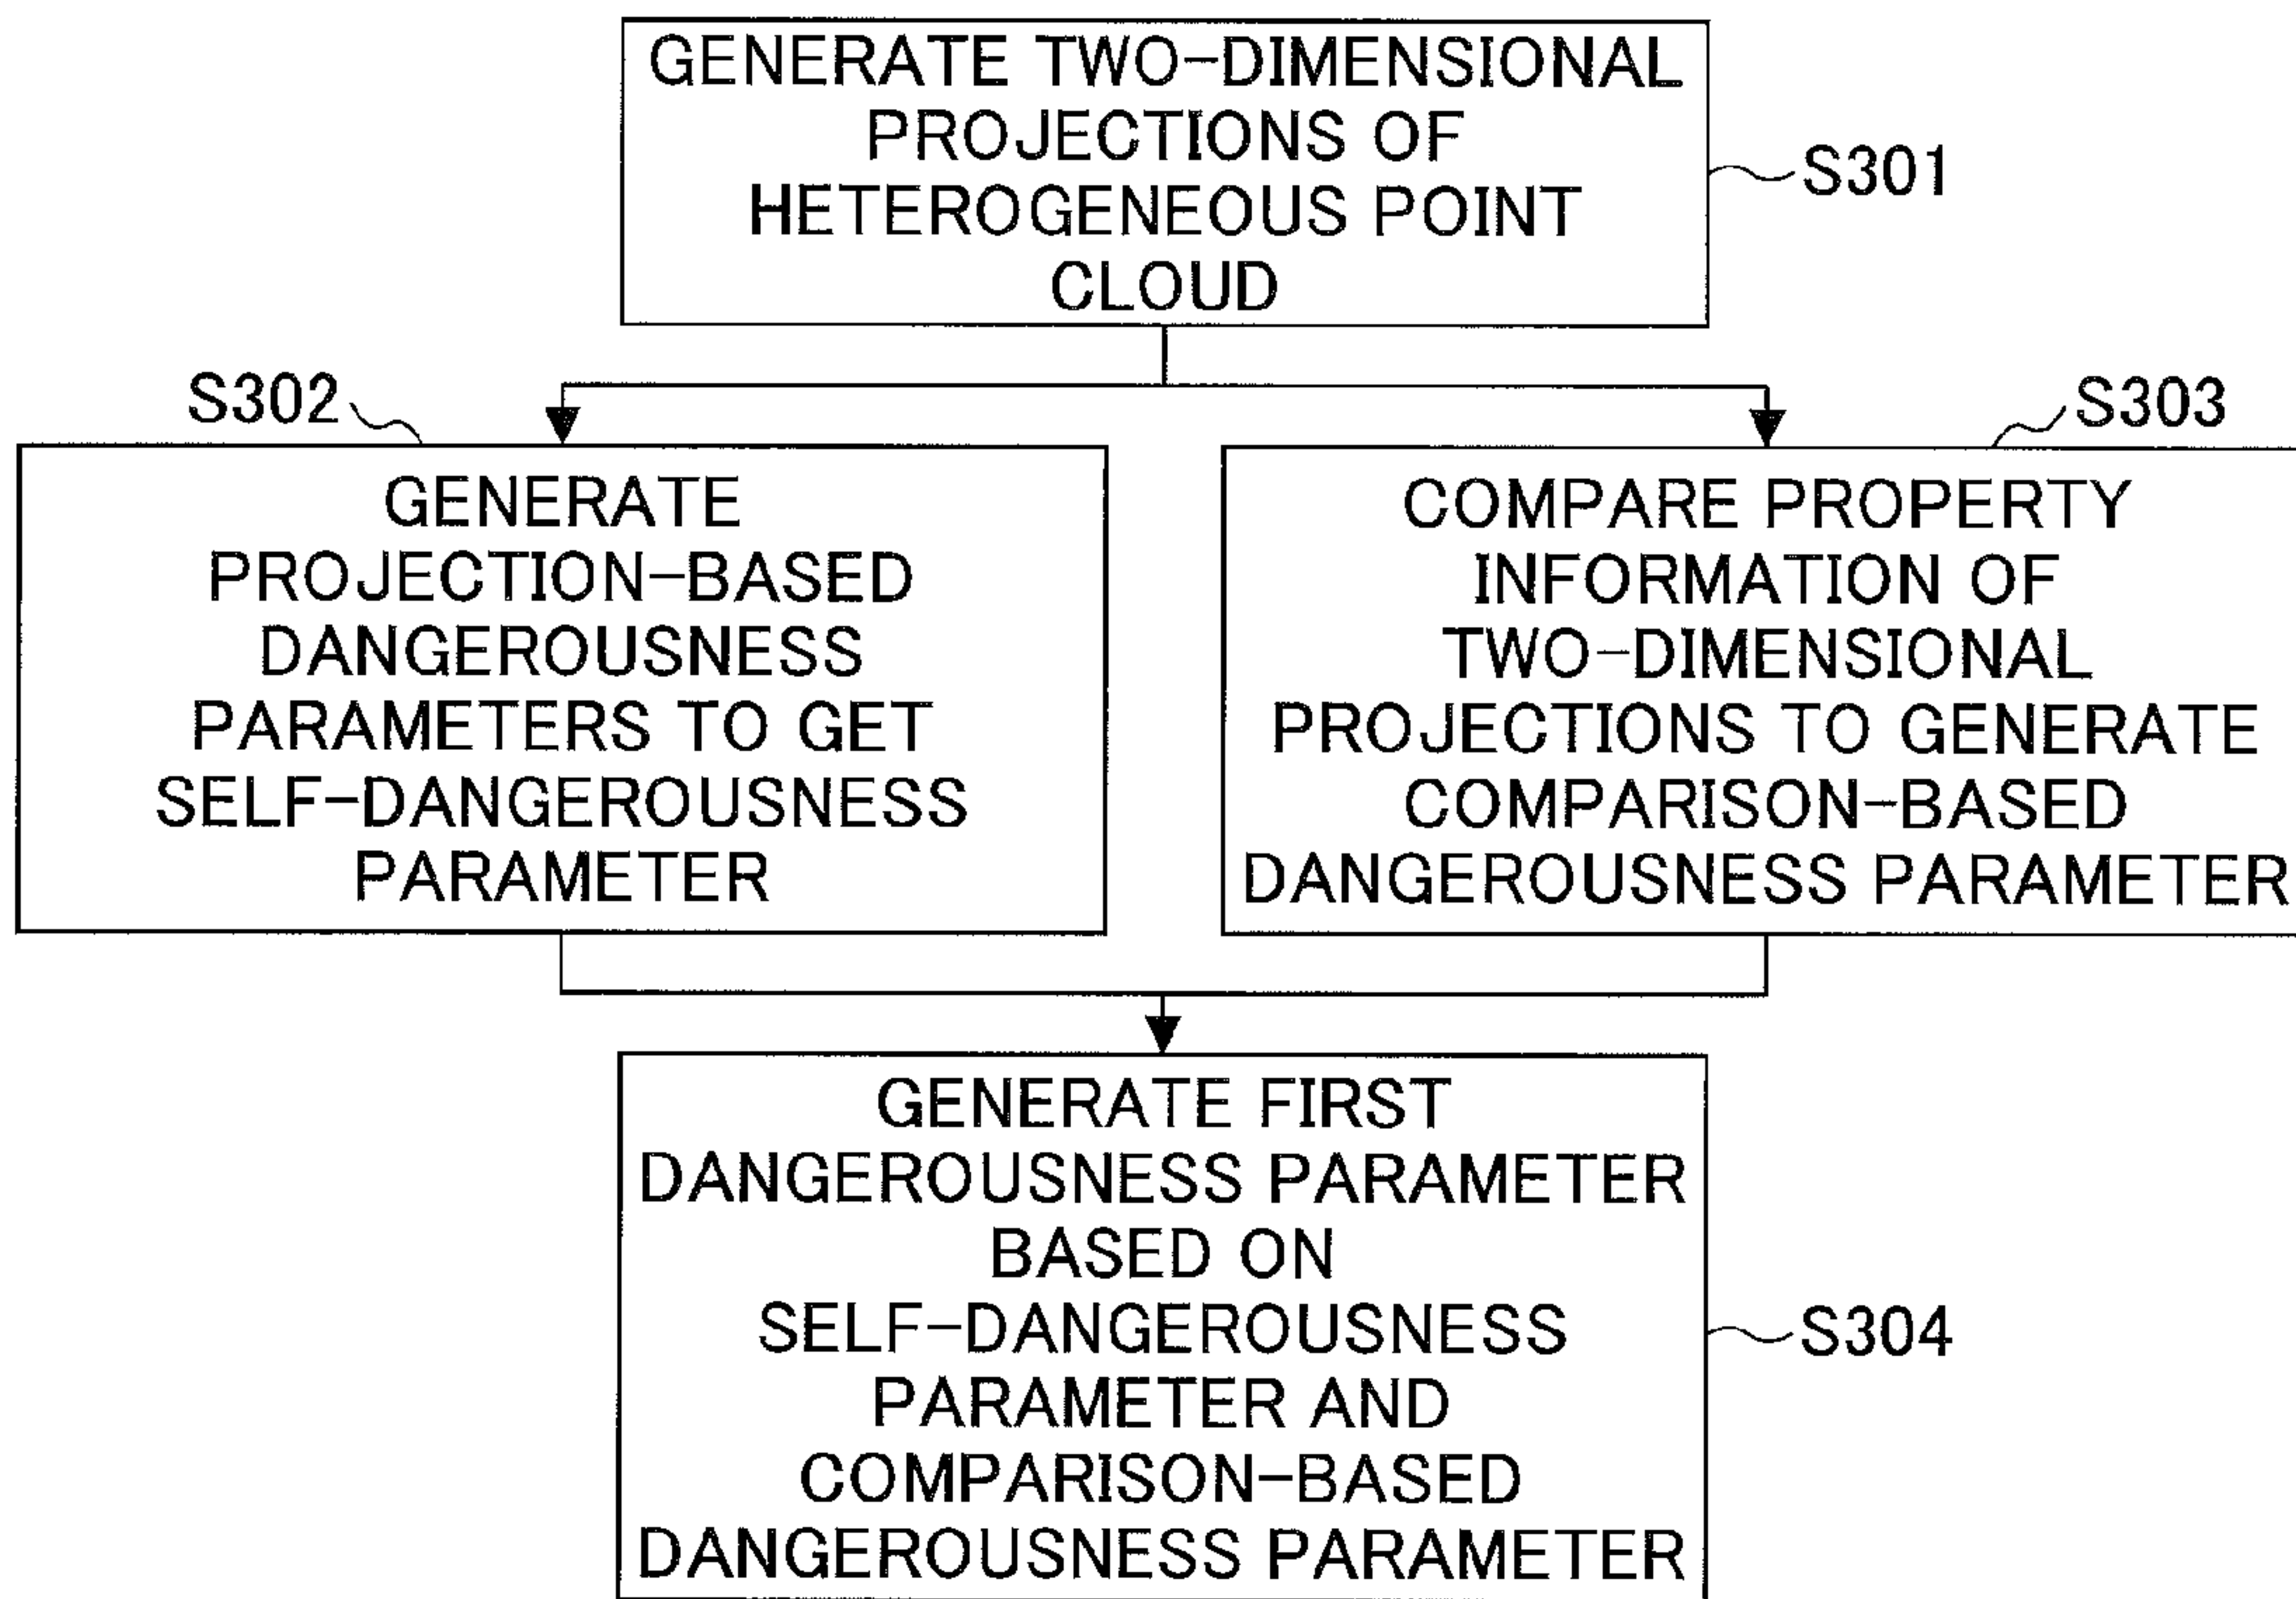 GENERATE TWO-DIMENSIONAL
PROJECTIONS OF
HETEROGENEOUS POINT
CLOUD
S301
S302
GENERATE
PROJECTION-BASED
DANGEROUSNESS
PARAMETERS TO GET
SELF-DANGEROUSNESS
PARAMETER
S303
COMPARE PROPERTY
INFORMATION OF
TWO-DIMENSIONAL
PROJECTIONS TO GENERATE
COMPARISON-BASED
DANGEROUSNESS PARAMETER
GENERATE FIRST
DANGEROUSNESS PARAMETER
BASED ON
SELF-DANGEROUSNESS
PARAMETER AND
COMPARISON-BASED
DANGEROUSNESS PARAMETER
S304